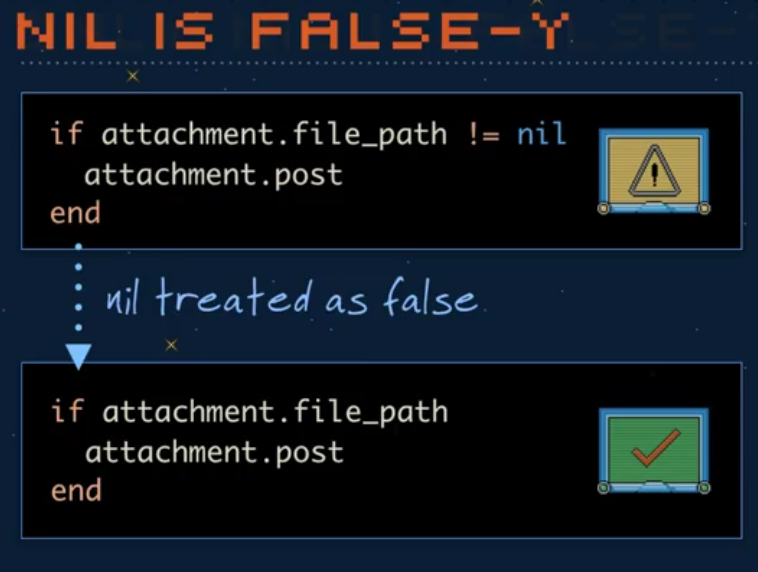 NIL IS FALSE-Y
if attachment.file_path != nil
  attachment.post
end
nil treated as false
if attachment.file_path
  attachment.post
end